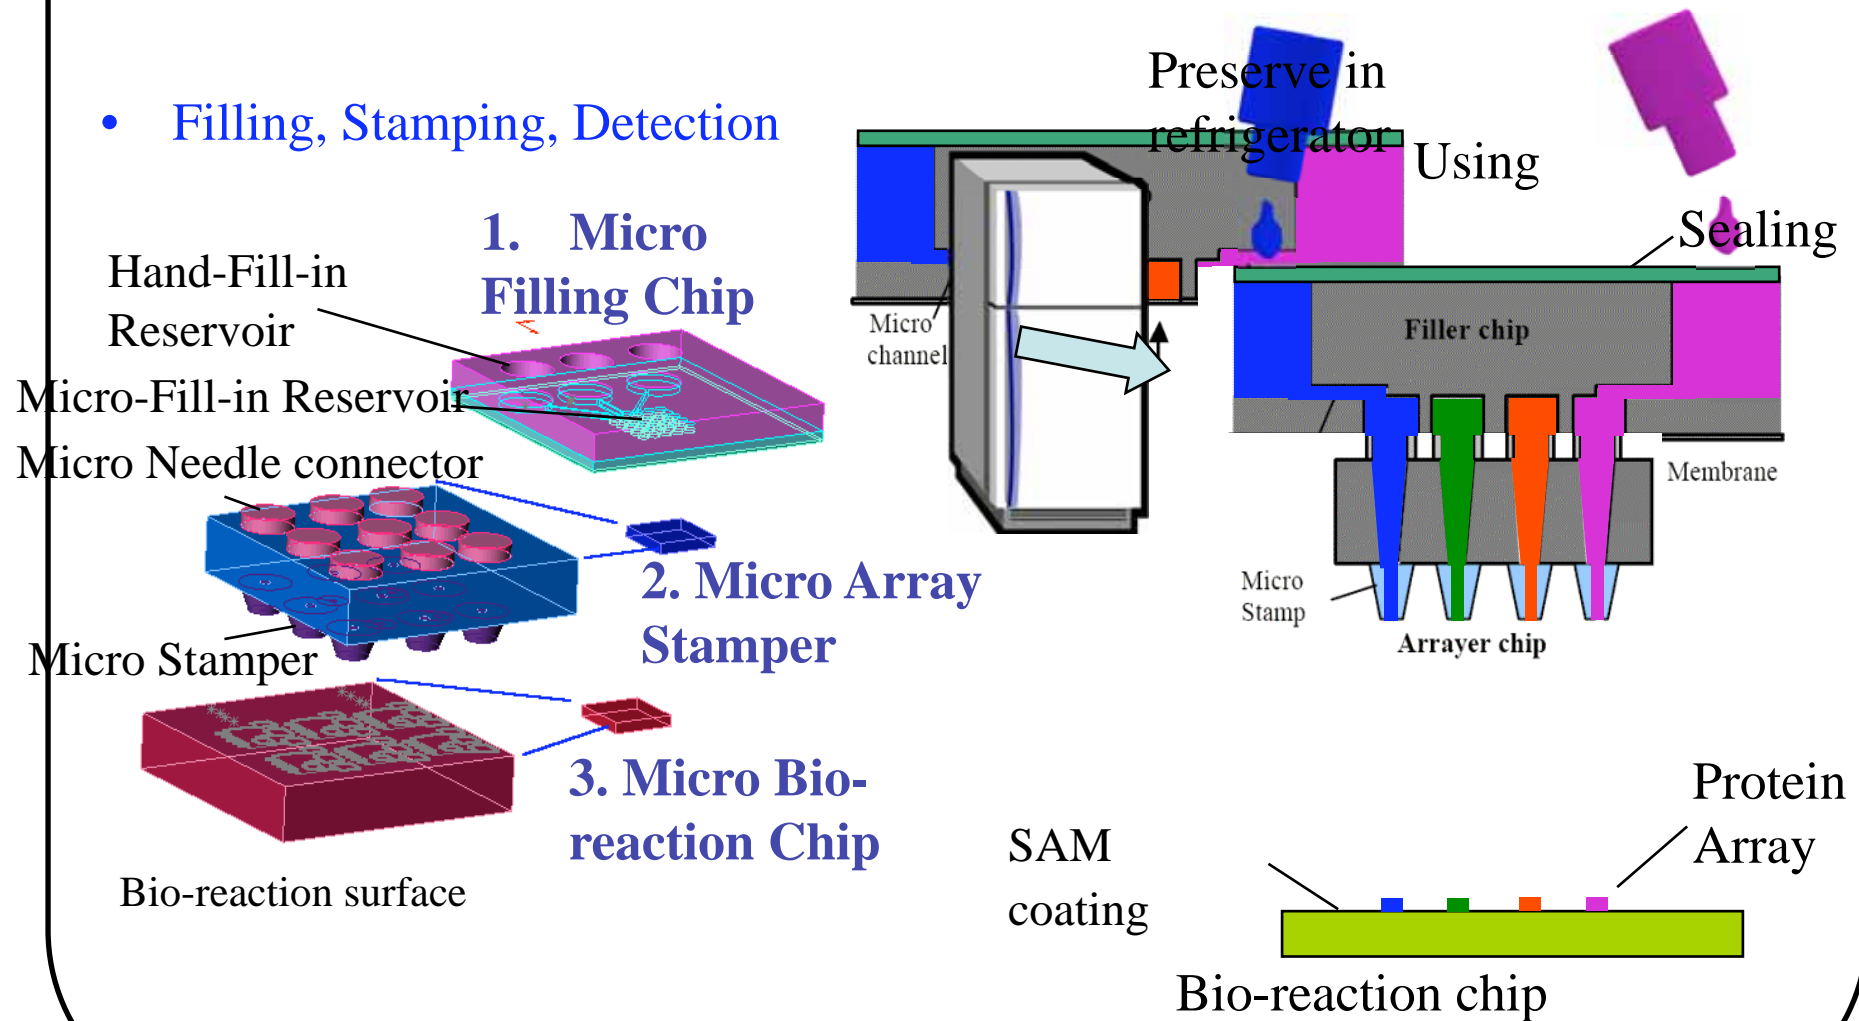 • Filling, Stamping, Detection
1. Micro
Filling Chip
Hand-Fill-in
Reservoir
Micro-Fill-in Reservoir
Micro Needle connector
2. Micro Array
Stamper
Micro Stamper
3. Micro Bio-
reaction Chip
Bio-reaction surface
Preserve in
refrigerator
Using
Sealing
Micro
channel
Filler chip
Membrane
Micro
Stamp
Arrayer chip
Protein
Array
SAM
coating
Bio-reaction chip